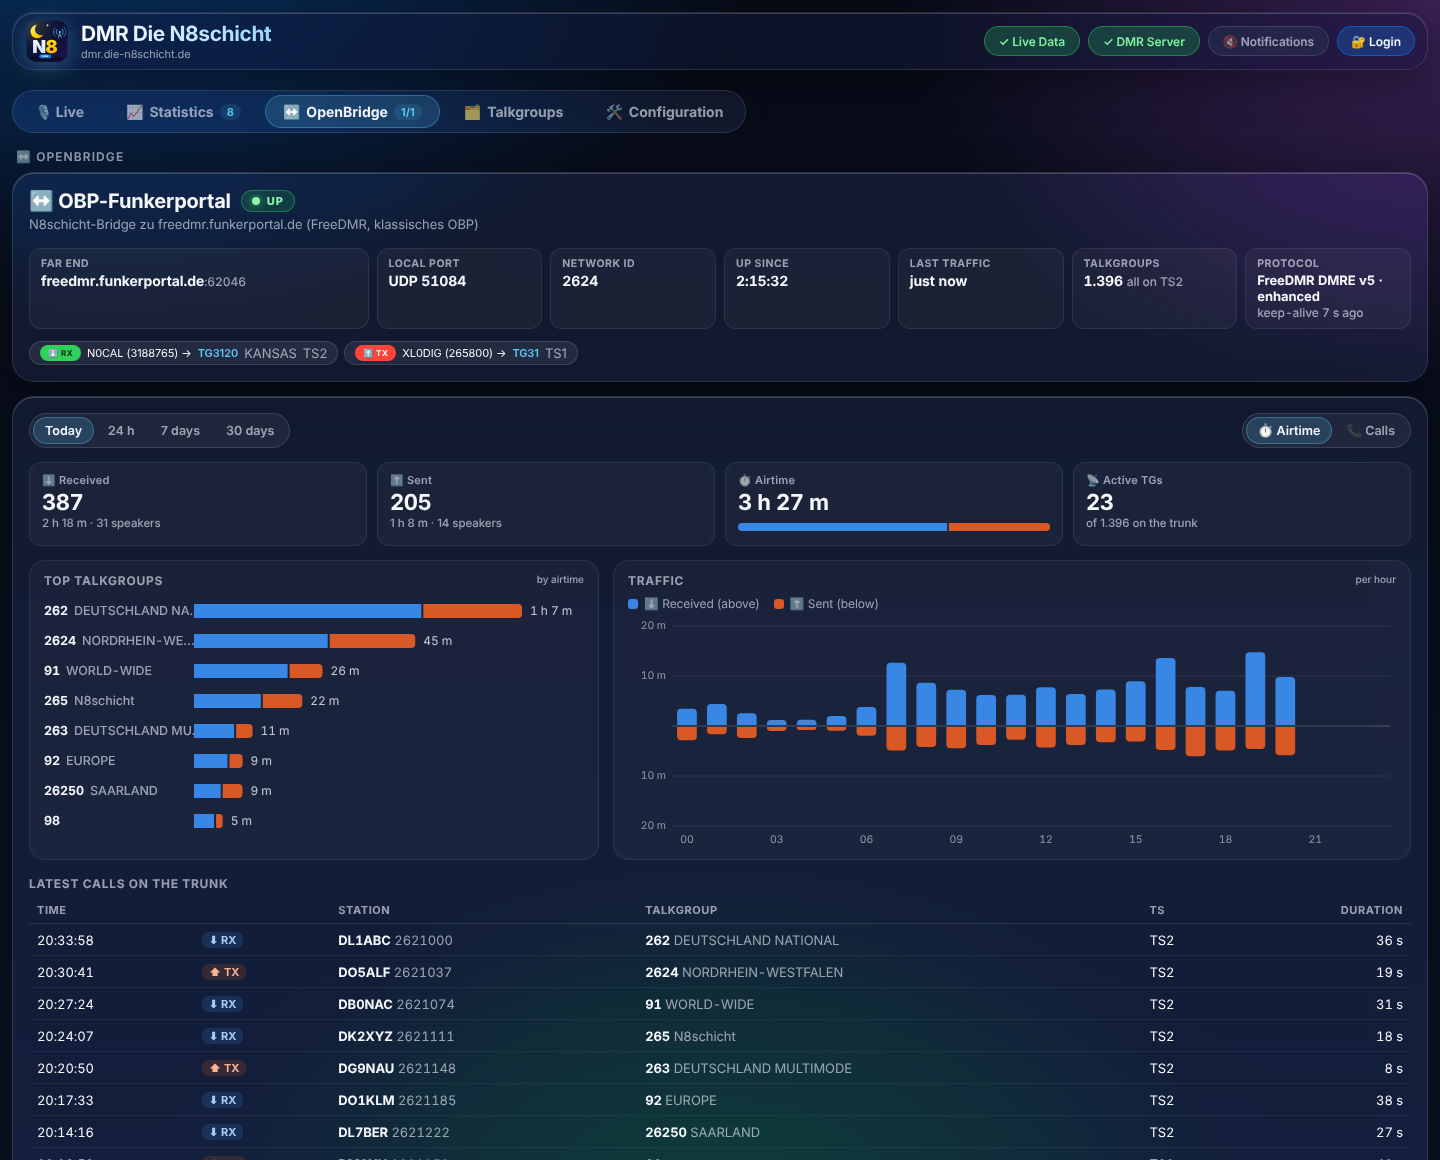 N8
DMR Die N8schicht
dmr.die-n8schicht.de
✓ Live Data
✓ DMR Server
Notifications
Login
Live
Statistics 8
OpenBridge 1/1
Talkgroups
Configuration
OPENBRIDGE
OBP-Funkerportal UP
N8schicht-Bridge zu freedmr.funkerportal.de (FreeDMR, klassisches OBP)
FAR END
freedmr.funkerportal.de:62046
LOCAL PORT
UDP 51084
NETWORK ID
2624
UP SINCE
2:15:32
LAST TRAFFIC
just now
TALKGROUPS
1.396 all on TS2
PROTOCOL
FreeDMR DMRE v5 ·
enhanced
keep-alive 7 s ago
RX N0CAL (3188765) → TG3120 KANSAS TS2
TX XL0DIG (265800) → TG31 TS1
Today
24 h
7 days
30 days
Airtime
Calls
Received
387
2 h 18 m · 31 speakers
Sent
205
1 h 8 m · 14 speakers
Airtime
3 h 27 m
Active TGs
23
of 1.396 on the trunk
TOP TALKGROUPS
by airtime
262 DEUTSCHLAND NA. 1 h 7 m
2624 NORDRHEIN-WE... 45 m
91 WORLD-WIDE 26 m
265 N8schicht 22 m
263 DEUTSCHLAND MU. 11 m
92 EUROPE 9 m
26250 SAARLAND 9 m
98 5 m
TRAFFIC
per hour
Received (above)
Sent (below)
20 m
10 m
10 m
20 m
00 03 06 09 12 15 18 21
LATEST CALLS ON THE TRUNK
TIME STATION TALKGROUP TS DURATION
20:33:58 RX DL1ABC 2621000 262 DEUTSCHLAND NATIONAL TS2 36 s
20:30:41 TX DO5ALF 2621037 2624 NORDRHEIN-WESTFALEN TS2 19 s
20:27:24 RX DB0NAC 2621074 91 WORLD-WIDE TS2 31 s
20:24:07 RX DK2XYZ 2621111 265 N8schicht TS2 18 s
20:20:50 TX DG9NAU 2621148 263 DEUTSCHLAND MULTIMODE TS2 8 s
20:17:33 RX DO1KLM 2621185 92 EUROPE TS2 38 s
20:14:16 RX DL7BER 2621222 26250 SAARLAND TS2 27 s